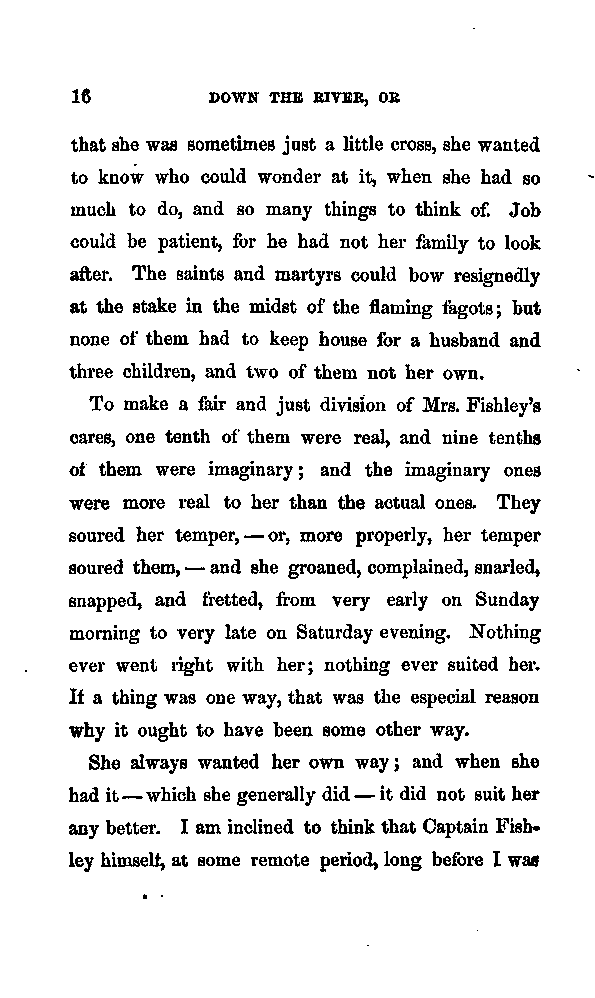 16 DOWN THE RIVER, OR
that she was sometimes just a little cross, she wanted
to know who could wonder at it, when she had so
much to do, and so many things to think of. Job
could be patient, for he had not her family to look
after. The saints and martyrs could bow resignedly
at the stake in the midst of the flaming fagots; but
none of them had to keep house for a husband and
three children, and two of them not her own.
To make a fair and just division of Mrs. Fishley's
cares, one tenth of them were real, and nine tenths
of them were imaginary; and the imaginary ones
were more real to her than the actual ones. They
soured her temper, — or, more properly, her temper
soured them, — and she groaned, complained, snarled,
snapped, and fretted, from very early on Sunday
morning to very late on Saturday evening. Nothing
ever went right with her; nothing ever suited her.
If a thing was one way, that was the especial reason
why it ought to have been some other way.
She always wanted her own way; and when she
had it — which she generally did — it did not suit her
any better. I am inclined to think that Captain Fish-
ley himself, at some remote period, long before I was